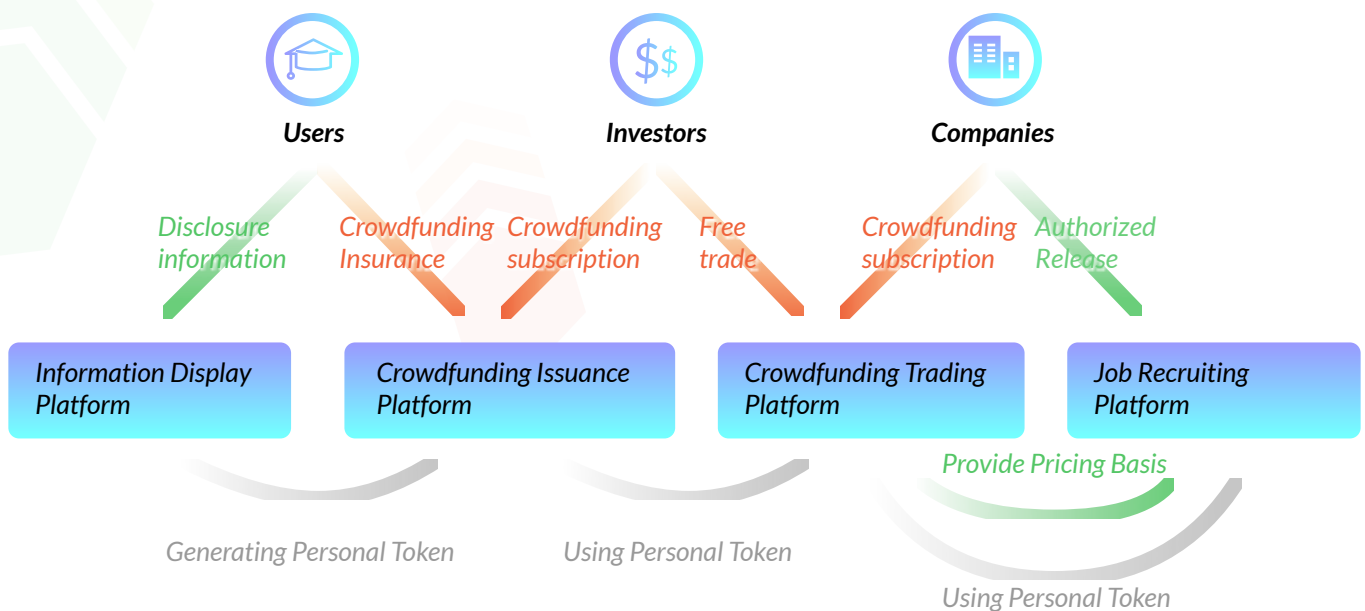 $$
Users
Investors
Companies
Disclosure
information
Crowdfunding
Insurance
Crowdfunding
subscription
Free
trade
Crowdfunding
subscription
Authorized
Release
Information Display
Platform
Crowdfunding Issuance
Platform
Crowdfunding Trading
Platform
Job Recruiting
Platform
Provide Pricing Basis
Generating Personal Token
Using Personal Token
Using Personal Token